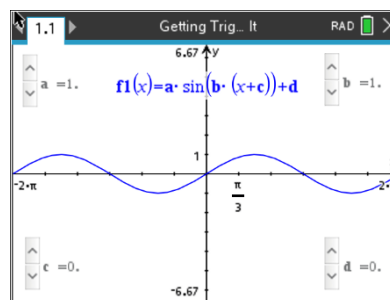 1.1 Getting Trig… It RAD
6.67 y
a =1. f1(x)=a· sin(b· (x+c))+d b =1.
1
-2·π π/3 2·
c =0. d =0.
-6.67